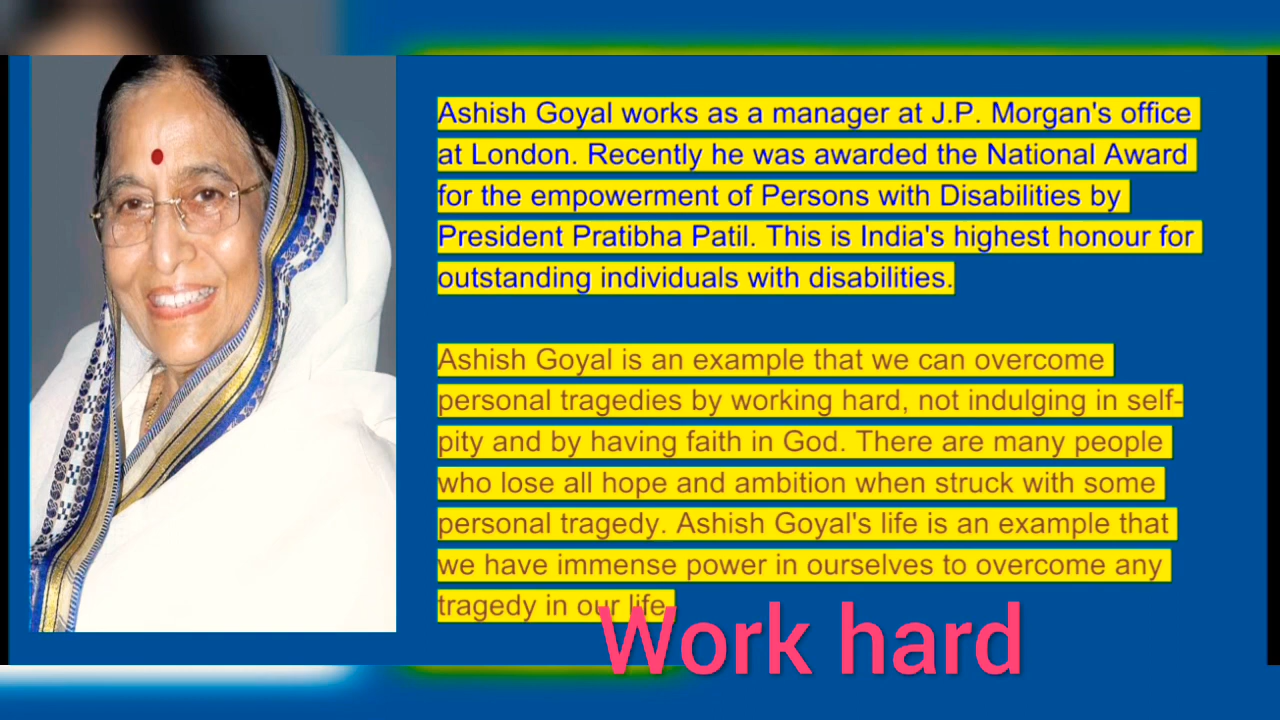 Ashish Goyal works as a manager at J.P. Morgan's office
at London. Recently he was awarded the National Award
for the empowerment of Persons with Disabilities by
President Pratibha Patil. This is India's highest honour for
outstanding individuals with disabilities.
Ashish Goyal is an example that we can overcome
personal tragedies by working hard, not indulging in self-
pity and by having faith in God. There are many people
who lose all hope and ambition when struck with some
personal tragedy. Ashish Goyal's life is an example that
we have immense power in ourselves to overcome any
tragedy in our life.
Work hard